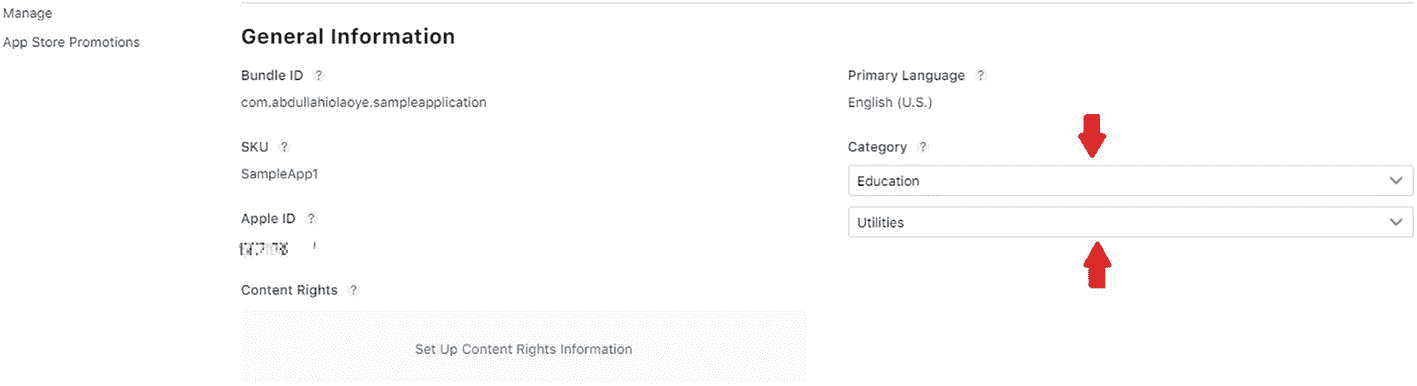 Manage
App Store Promotions
General Information
Bundle ID ?
com.abdullahiolaoye.sampleapplication
SKU ?
SampleApp1
Apple ID ?
Content Rights ?
Set Up Content Rights Information
Primary Language ?
English (U.S.)
Category ?
Education
Utilities